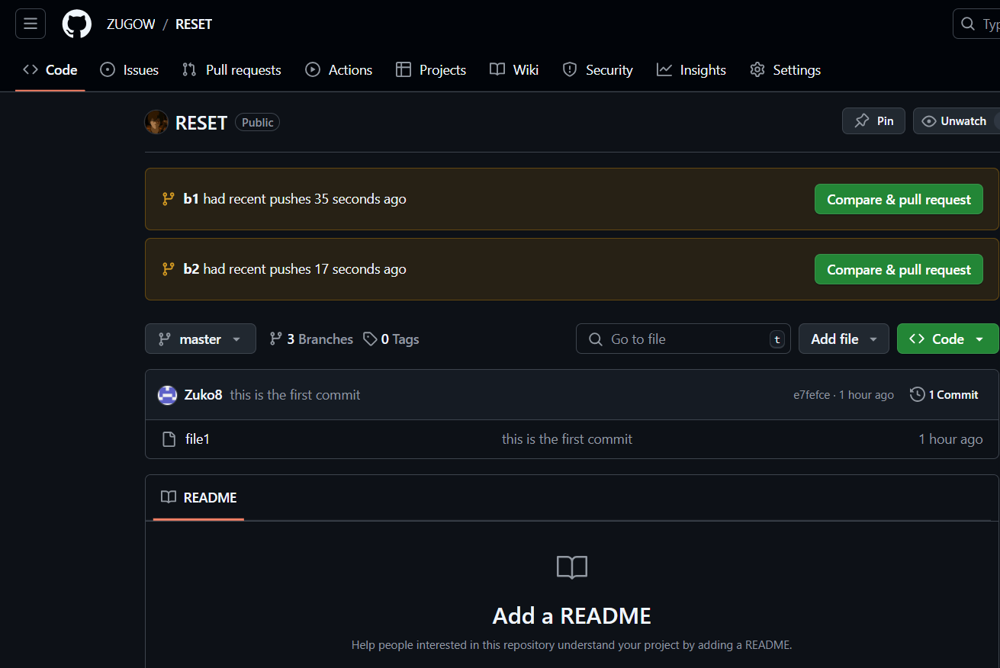 ZUGOW / RESET
Code Issues Pull requests Actions Projects Wiki Security Insights Settings
RESET Public Pin Unwatch
b1 had recent pushes 35 seconds ago Compare & pull request
b2 had recent pushes 17 seconds ago Compare & pull request
master 3 Branches 0 Tags Go to file t Add file Code
Zuko8 this is the first commit e7fefce · 1 hour ago 1 Commit
file1 this is the first commit 1 hour ago
README
Add a README
Help people interested in this repository understand your project by adding a README.